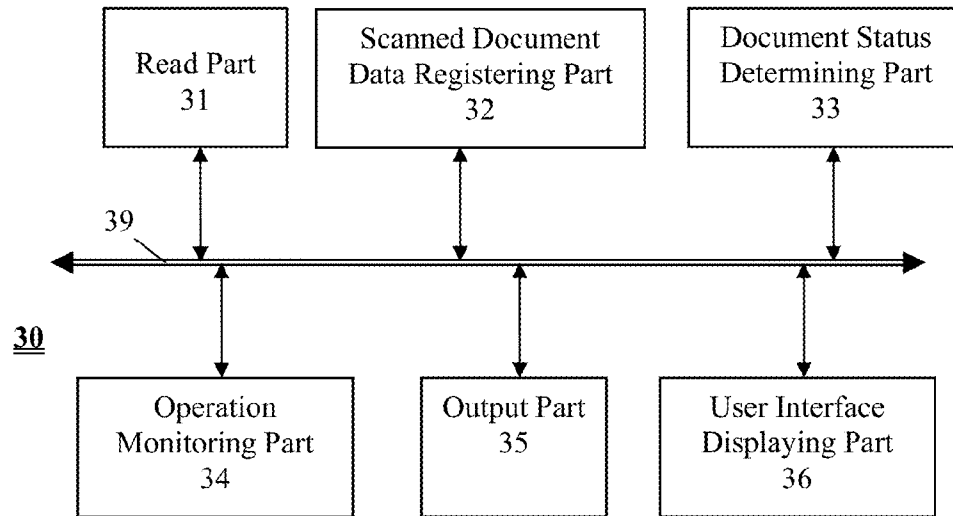 Read Part
31
Scanned Document
Data Registering Part
32
Document Status
Determining Part
33
39
30
Operation
Monitoring Part
34
Output Part
35
User Interface
Displaying Part
36